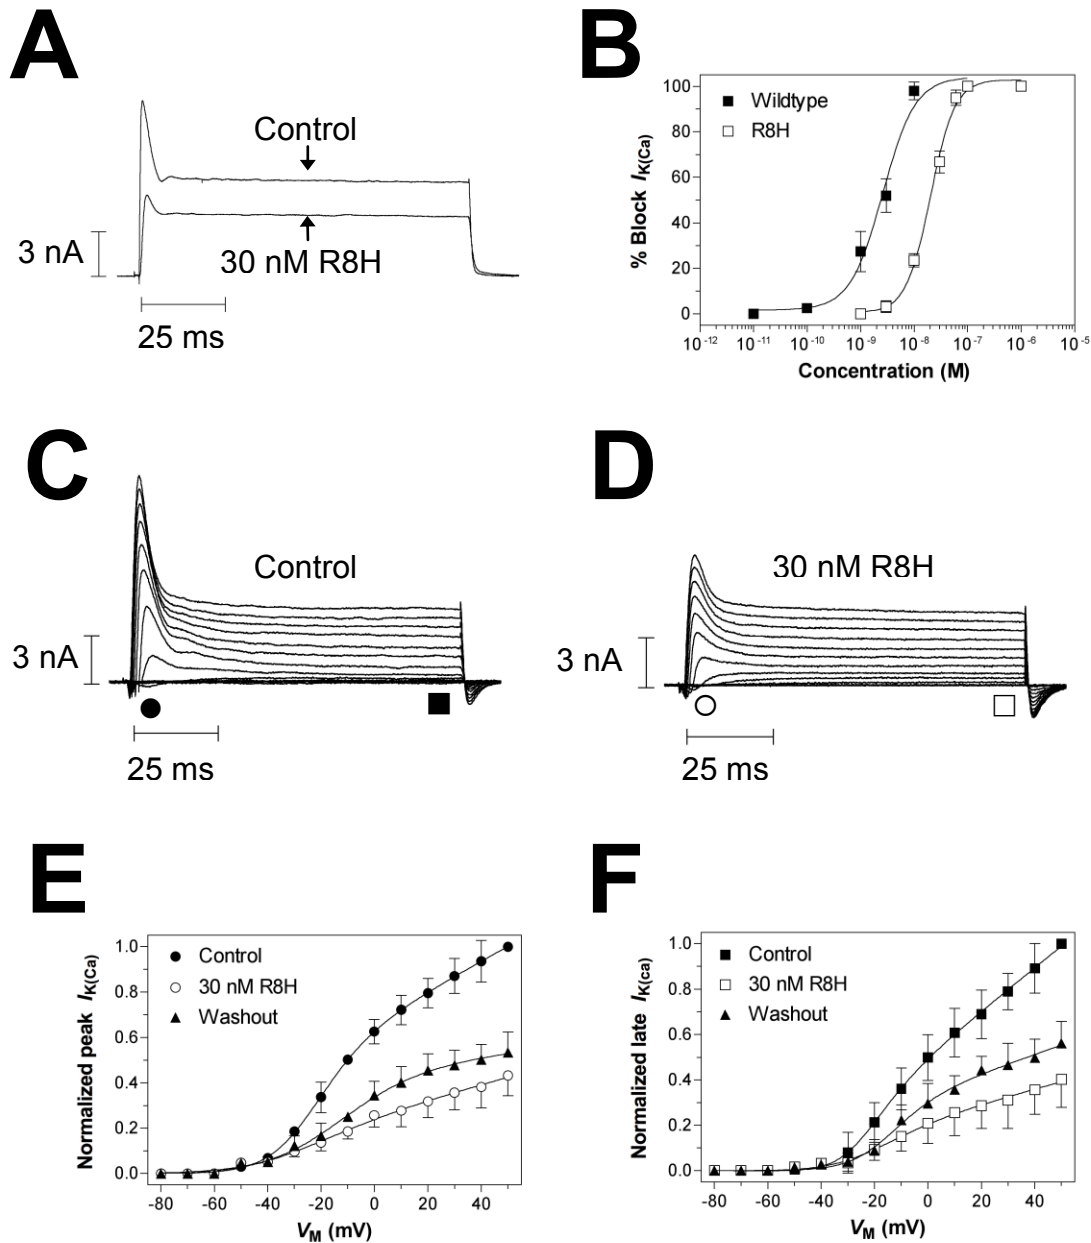 A
Control
30 nM R8H
3 nA
25 ms
B
Wildtype
R8H
% Block I_K(Ca)
100
80
60
40
20
0
10^-12 10^-11 10^-10 10^-9 10^-8 10^-7 10^-6 10^-5
Concentration (M)
C
Control
3 nA
25 ms
D
30 nM R8H
3 nA
25 ms
E
Control
30 nM R8H
Washout
Normalized peak I_K(Ca)
1.0
0.8
0.6
0.4
0.2
0.0
-80 -60 -40 -20 0 20 40
V_M (mV)
F
Control
30 nM R8H
Washout
Normalized late I_K(Ca)
1.0
0.8
0.6
0.4
0.2
0.0
-80 -60 -40 -20 0 20 40
V_M (mV)